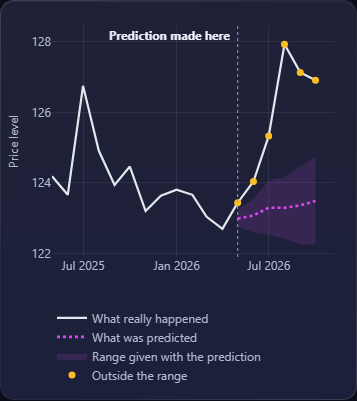 Prediction made here
128
126
124
122
Price level
Jul 2025
Jan 2026
Jul 2026
What really happened
What was predicted
Range given with the prediction
Outside the range